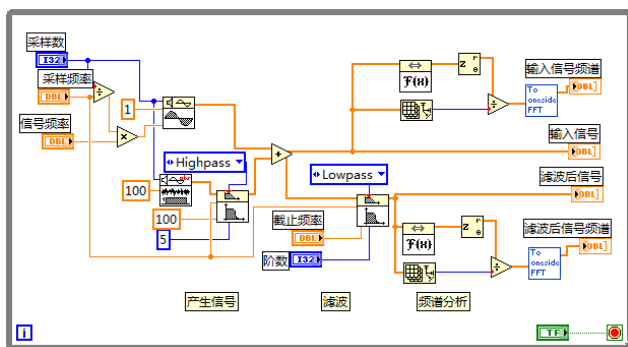 采样数
I32
采样频率
DBL
信号频率
DBL
1
Highpass
100
100
5
Lowpass
截止频率
DBL
阶数
I32
F(x)
z
r
e
To
oneside
FFT
输入信号频谱
DBL]
输入信号
DBL]
滤波后信号
DBL]
F(x)
z
r
e
To
oneside
FFT
滤波后信号频谱
DBL]
产生信号
滤波
频谱分析
i
TF